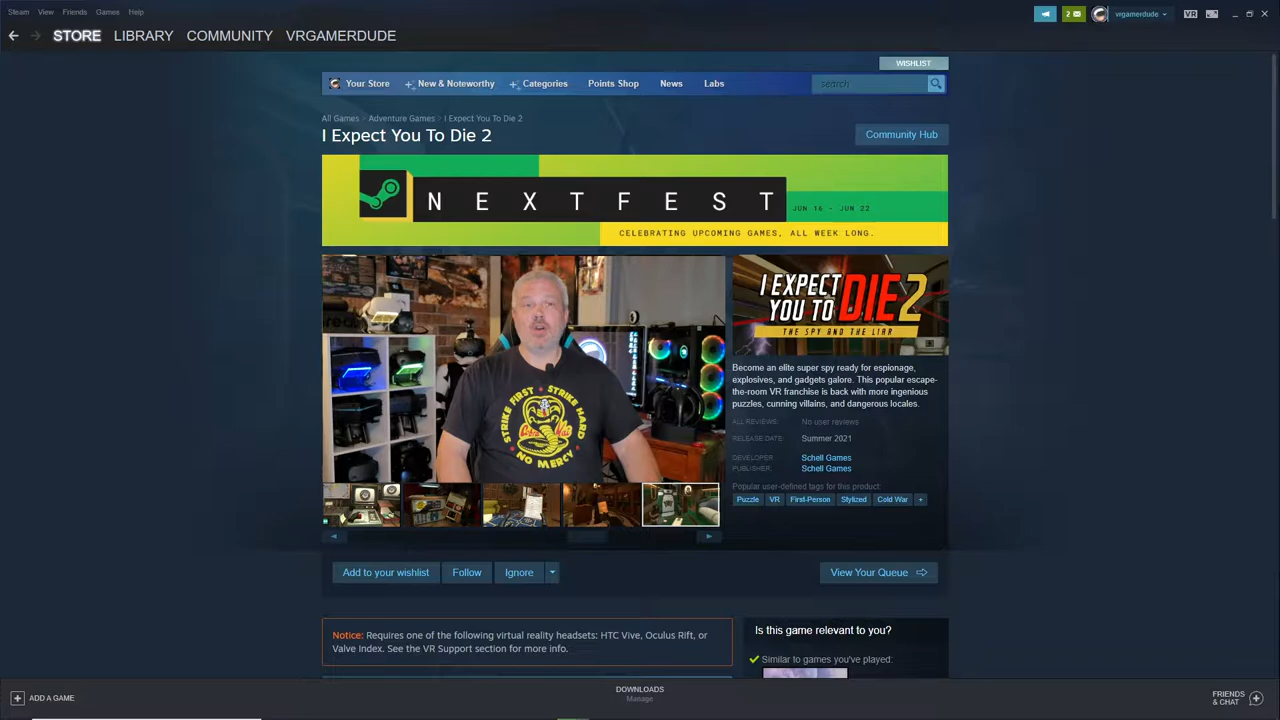 Steam View Friends Games Help
2
vrgamerdude
VR
STORE LIBRARY COMMUNITY VRGAMERDUDE
WISHLIST
Your Store New & Noteworthy Categories Points Shop News Labs search
All Games > Adventure Games > I Expect You To Die 2
I Expect You To Die 2
Community Hub
NEXT FEST
JUN 16 - JUN 22
CELEBRATING UPCOMING GAMES, ALL WEEK LONG.
STRIKE FIRST • STRIKE HARD
Cobra Kai
NO MERCY
I EXPECT
YOU TO DIE 2
THE SPY AND THE LIAR
Become an elite super spy ready for espionage,
explosives, and gadgets galore. This popular escape-
the-room VR franchise is back with more ingenious
puzzles, cunning villains, and dangerous locales.
ALL REVIEWS: No user reviews
RELEASE DATE: Summer 2021
DEVELOPER: Schell Games
PUBLISHER: Schell Games
Popular user-defined tags for this product:
Puzzle VR First-Person Stylized Cold War +
Add to your wishlist Follow Ignore
View Your Queue
Notice: Requires one of the following virtual reality headsets: HTC Vive, Oculus Rift, or
Valve Index. See the VR Support section for more info.
Is this game relevant to you?
Similar to games you've played:
ADD A GAME
DOWNLOADS
Manage
FRIENDS
& CHAT